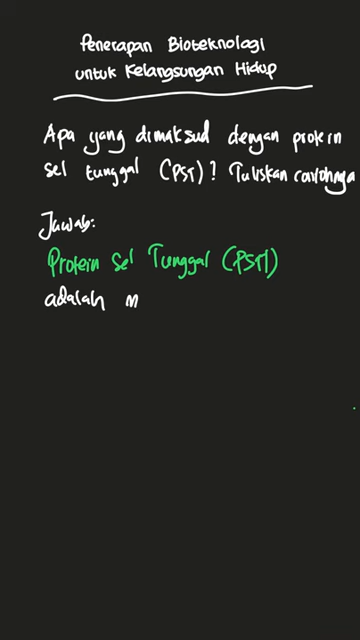 Penerapan Bioteknologi
untuk Kelangsungan Hidup
Apa yang dimaksud dengan protein
sel tunggal (PST)? Tuliskan contohnya
Jawab:
Protein Sel Tunggal (PST)
adalah m